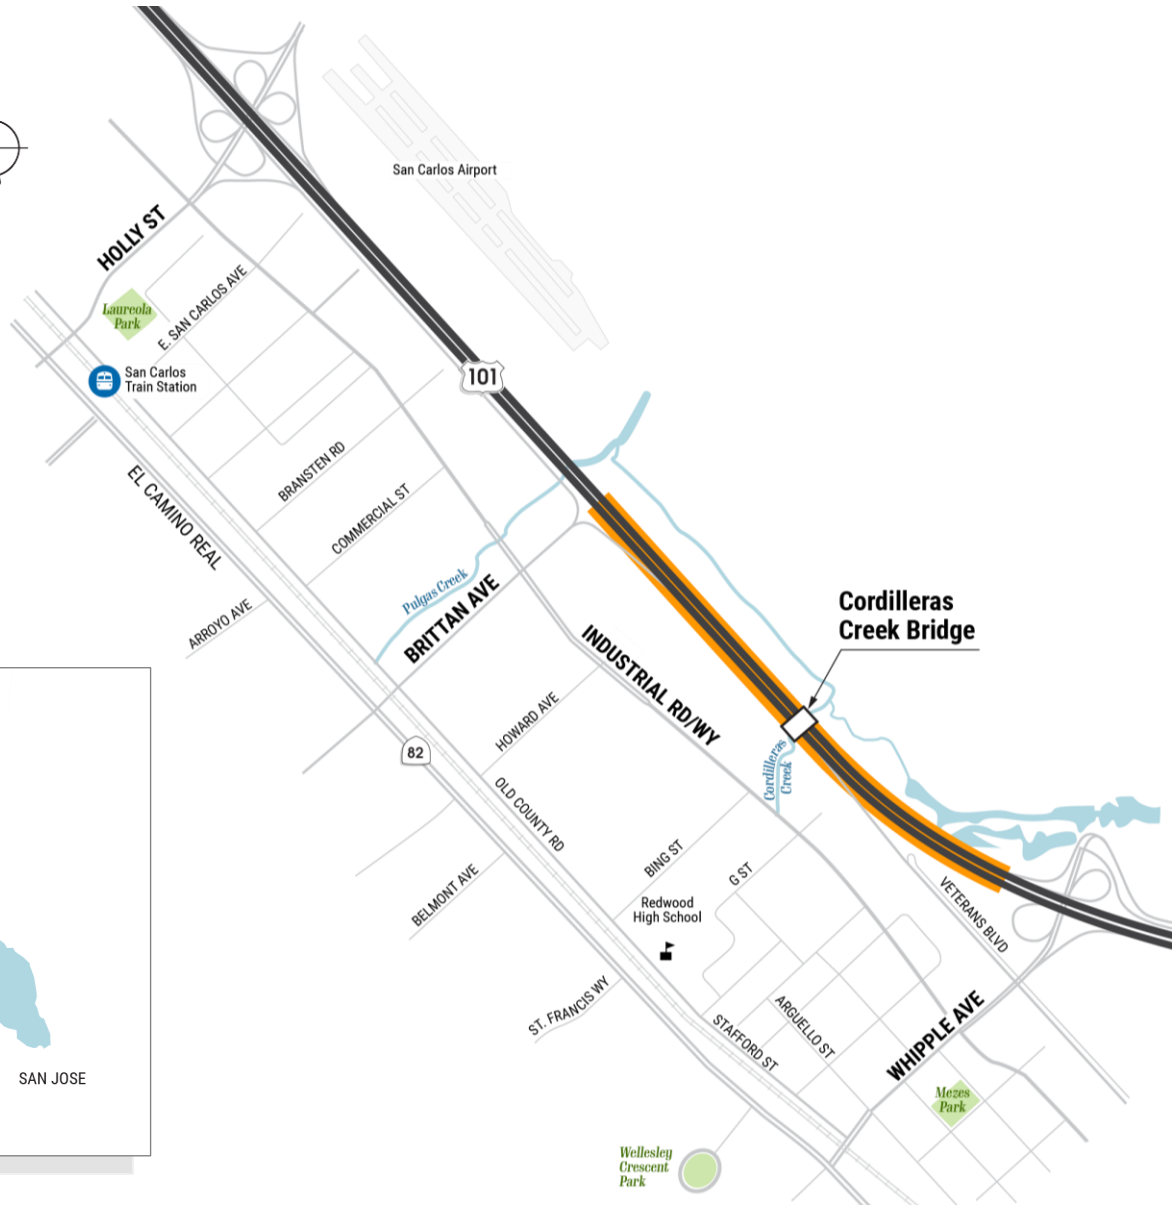 San Carlos Airport
HOLLY ST
Laureola
Park
E. SAN CARLOS AVE
San Carlos
Train Station
101
EL CAMINO REAL
BRANSTEN RD
COMMERCIAL ST
Pulgas Creek
ARROYO AVE
BRITTAN AVE
Cordilleras
Creek Bridge
INDUSTRIAL RD/WY
HOWARD AVE
82
Cordilleras
Creek
OLD COUNTY RD
BING ST
G ST
BELMONT AVE
Redwood
High School
VETERANS BLVD
ST. FRANCIS WY
ARGUELLO ST
STAFFORD ST
WHIPPLE AVE
SAN JOSE
Mezes
Park
Wellesley
Crescent
Park